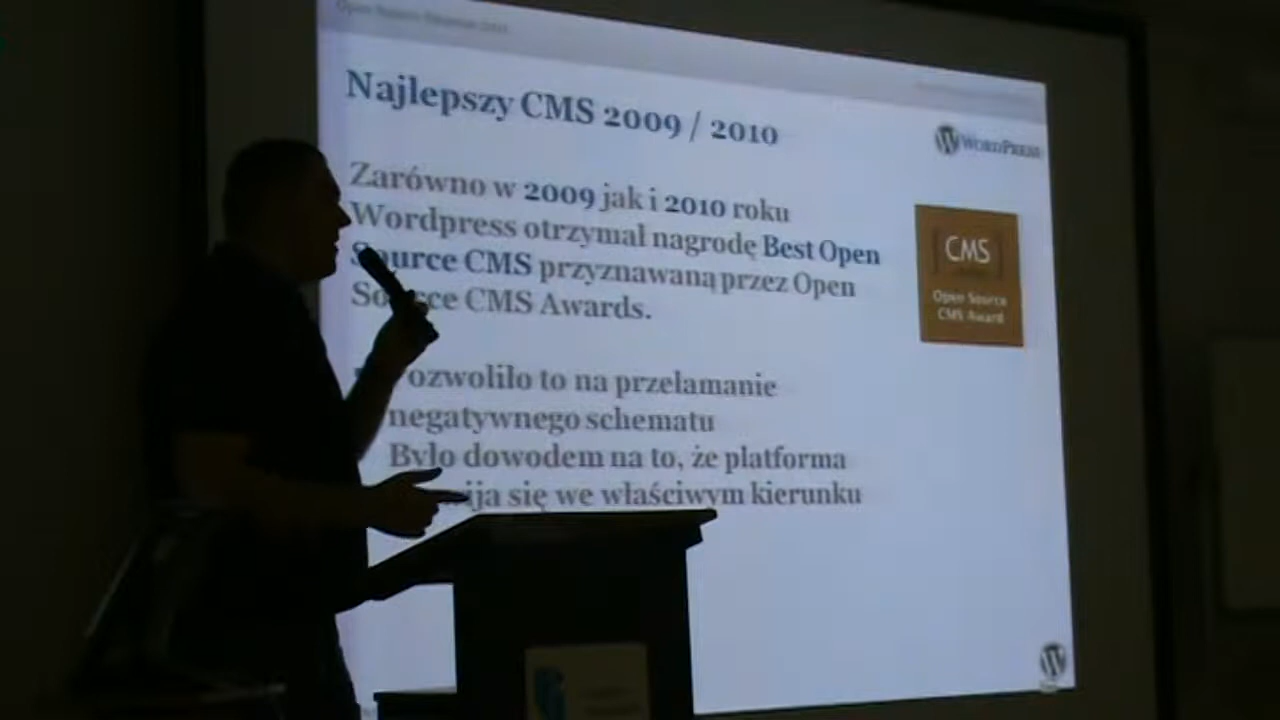 Najlepszy CMS 2009 / 2010
WORDPRESS
Zarówno w 2009 jak i 2010 roku
Wordpress otrzymał nagrodę Best Open
Source CMS przyznawaną przez Open
Source CMS Awards.
CMS
Open Source
CMS Award
ozwoliło to na przełamanie
negatywnego schematu
Było dowodem na to, że platforma
ija się we właściwym kierunku